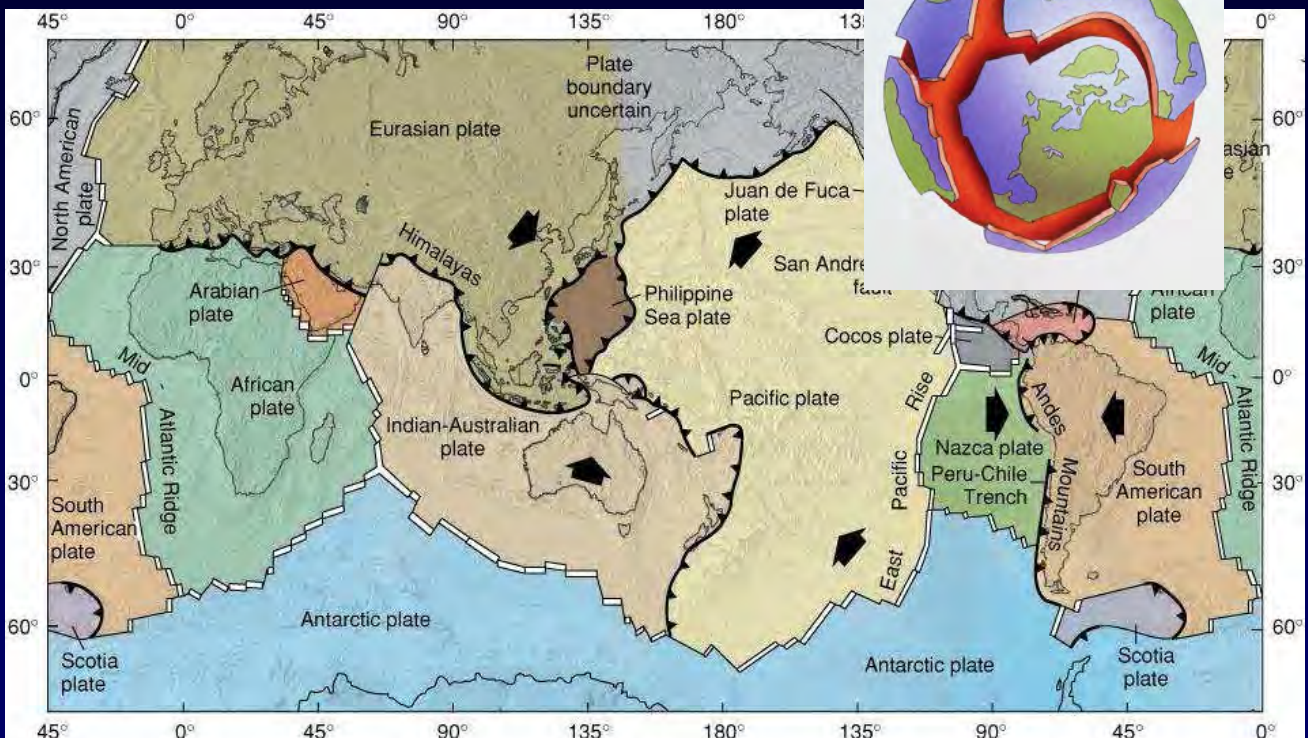 45°
0°
45°
90°
135°
180°
0°
60°
30°
0°
30°
60°
60°
30°
0°
30°
60°
North American
plate
Eurasian plate
Plate
boundary
uncertain
Juan de Fuca
plate
Himalayas
Arabian
plate
Philippine
Sea plate
fault
Cocos plate
African
plate
Mid
Atlantic Ridge
African
plate
Indian-Australian
plate
Pacific plate
East Pacific Rise
Nazca plate
Peru-Chile
Trench
Andes
Mountains
South
American
plate
Mid
Atlantic Ridge
South
American
plate
Antarctic plate
Antarctic plate
Scotia
plate
Scotia
plate
45°
0°
45°
90°
135°
180°
135°
90°
45°
0°